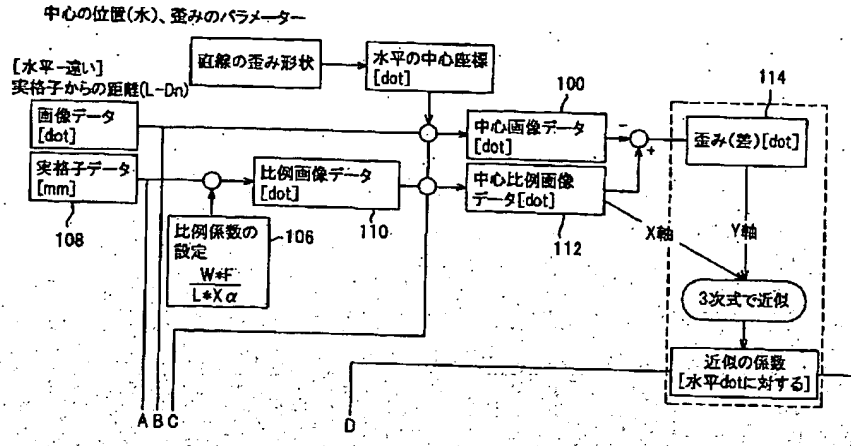 中心の位置(水)、歪みのパラメーター
[水平-遠い]
実格子からの距離(L-Dn)
直線の歪み形状
水平の中心座標
[dot]
画像データ
[dot]
実格子データ
[mm]
108
比例係数の
設定
W*F
L*Xα
106
比例画像データ
[dot]
110
100
中心画像データ
[dot]
中心比例画像
データ[dot]
112
-
+
114
歪み(差)[dot]
X軸
Y軸
3次式で近似
近似の係数
[水平dotに対する]
A
B
C
D